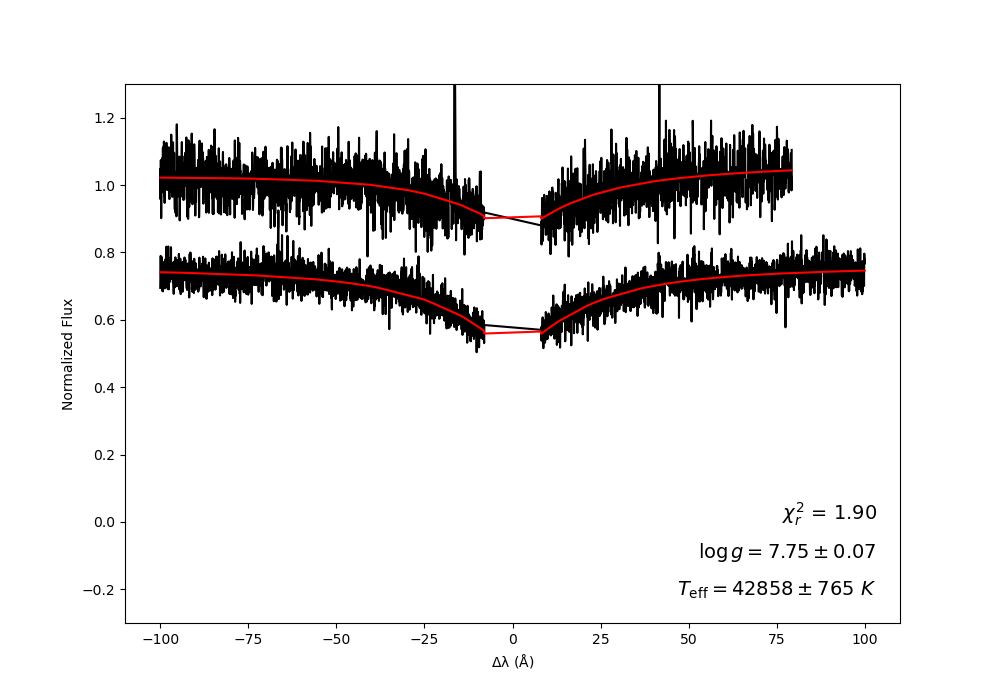 1.2
1.0
0.8
0.6
0.4
0.2
0.0
−0.2
Normalized Flux
χ²ᵣ = 1.90
log g = 7.75 ± 0.07
T_eff = 42858 ± 765 K
−100 −75 −50 −25 0 25 50 75 100
Δλ (Å)